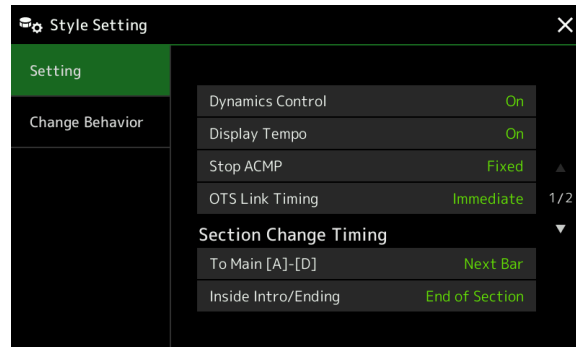 Style Setting
Setting
Change Behavior
Dynamics Control On
Display Tempo On
Stop ACMP Fixed
OTS Link Timing Immediate
1/2
Section Change Timing
To Main [A]-[D] Next Bar
Inside Intro/Ending End of Section